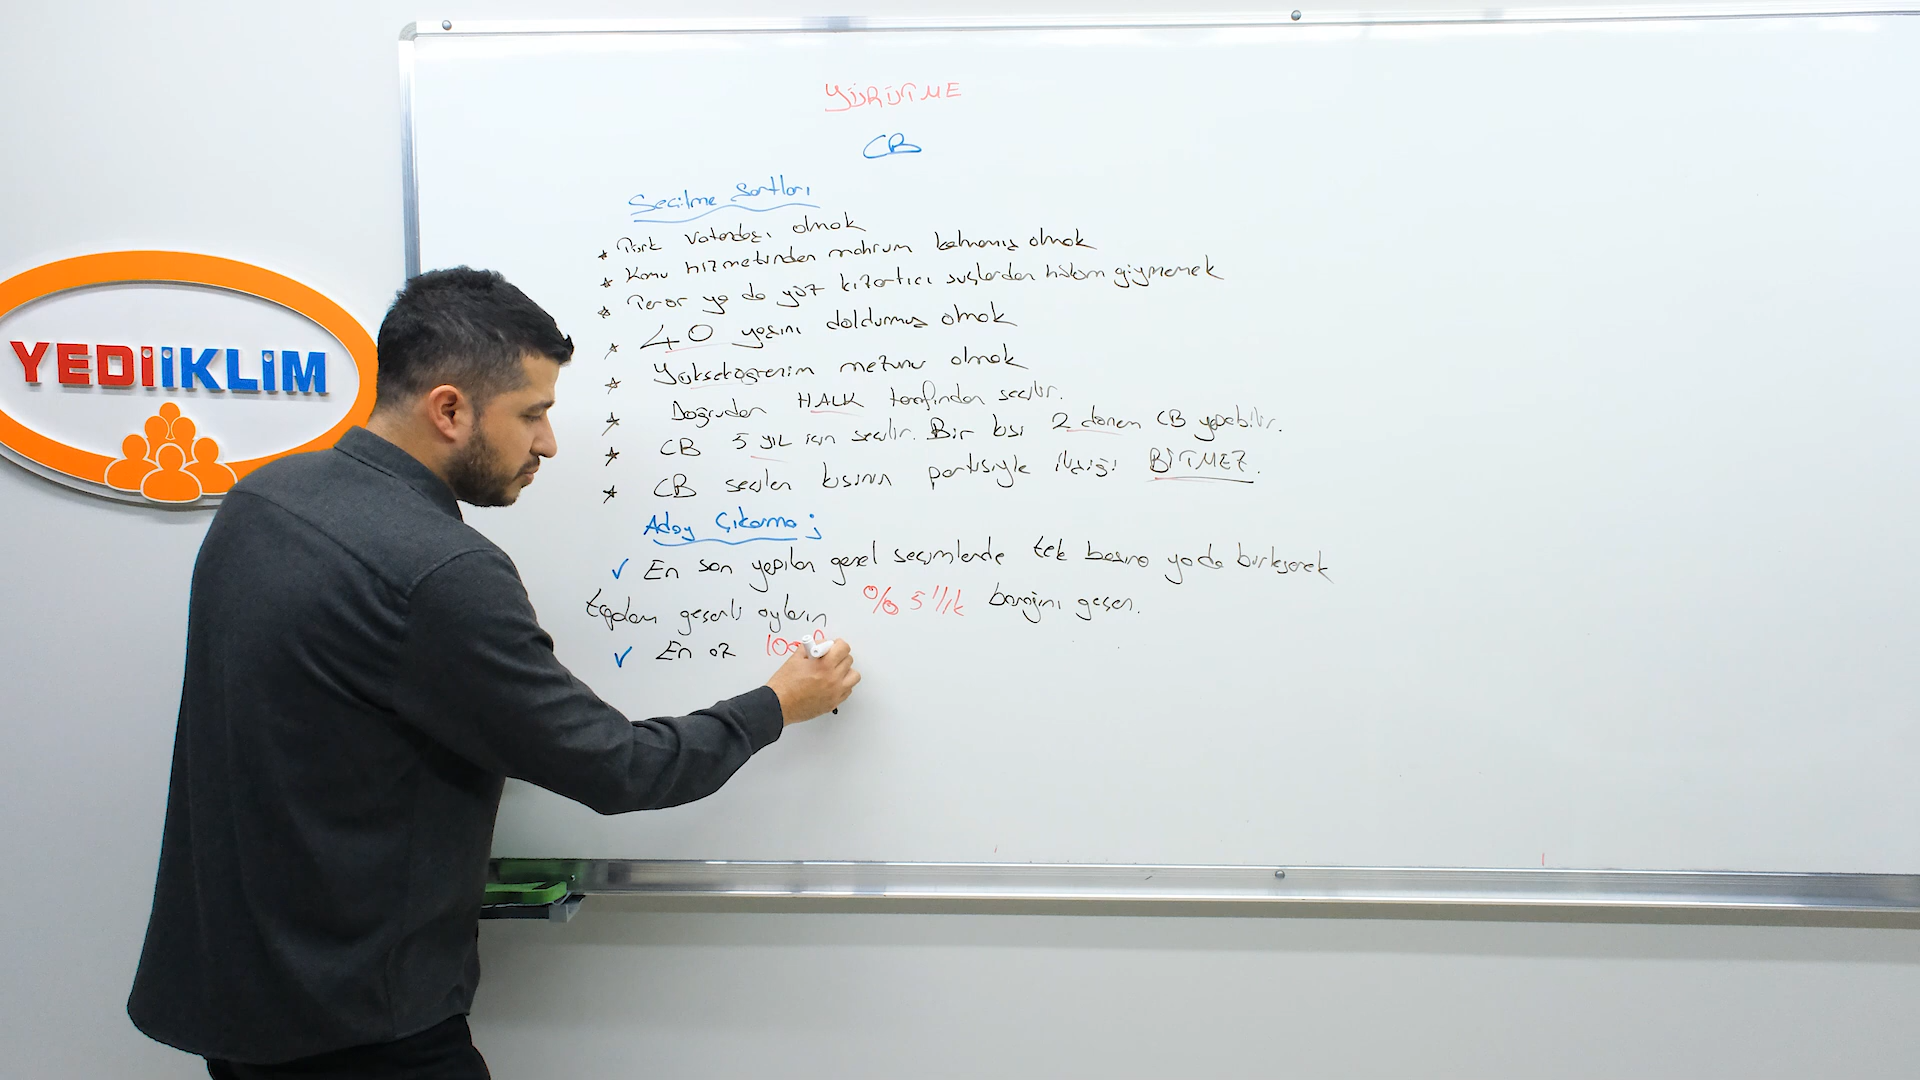 YEDİİKLİM
YÜRÜTME
CB
Seçilme Şartları
* Türk Vatandaşı olmak
* Kamu hizmetinden mahrum kalmamış olmak
* Terör ya da yüz kızartıcı suçlardan hüküm giymemek
* 40 yaşını doldurmuş olmak
* Yükseköğrenim mezunu olmak
* Doğrudan HALK tarafından seçilir.
* CB 5 yıl için seçilir. Bir kişi 2 dönem CB yapabilir.
* CB seçilen kişinin partisiyle ilişiği BİTMEZ.
Aday Çıkarma;
✓ En son yapılan genel seçimlerde tek başına ya da birleşerek
toplam geçerli oyların %5'lik barajını geçen.
✓ En az 100